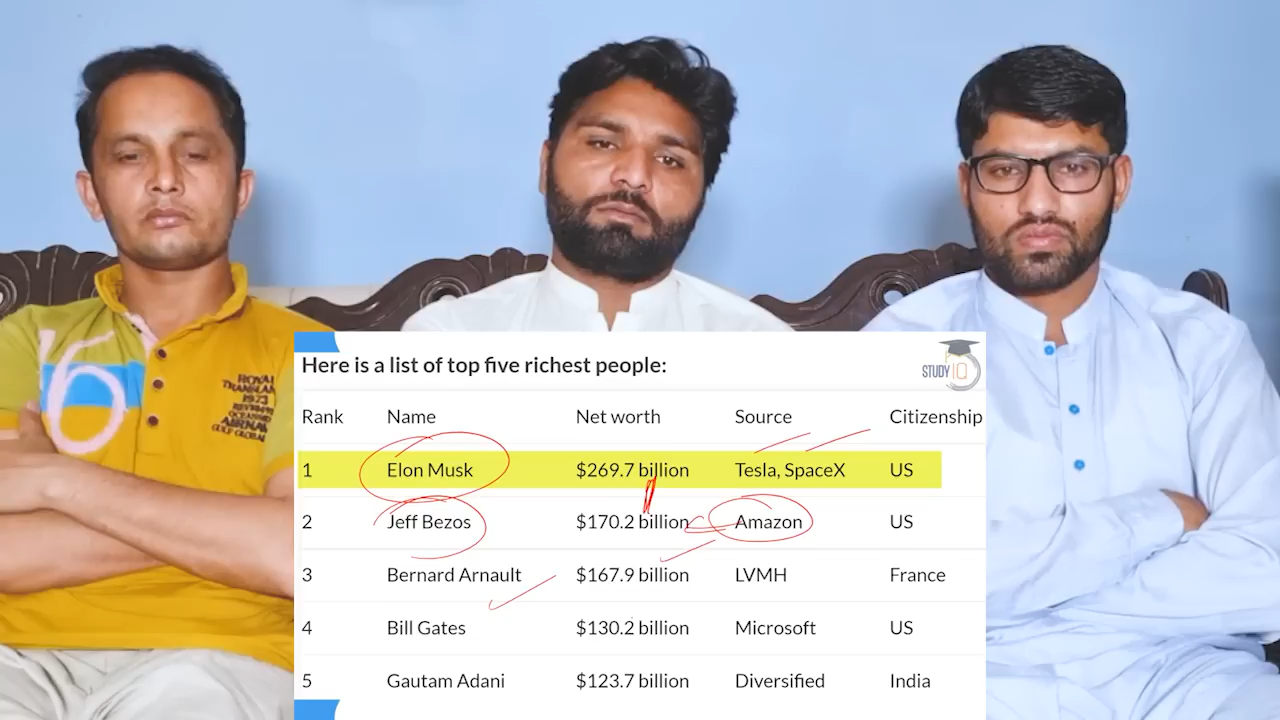 16
ROYAL
1973
Here is a list of top five richest people:
STUDY IQ
Rank Name Net worth Source Citizenship
1 Elon Musk $269.7 billion Tesla, SpaceX US
2 Jeff Bezos $170.2 billion Amazon US
3 Bernard Arnault $167.9 billion LVMH France
4 Bill Gates $130.2 billion Microsoft US
5 Gautam Adani $123.7 billion Diversified India